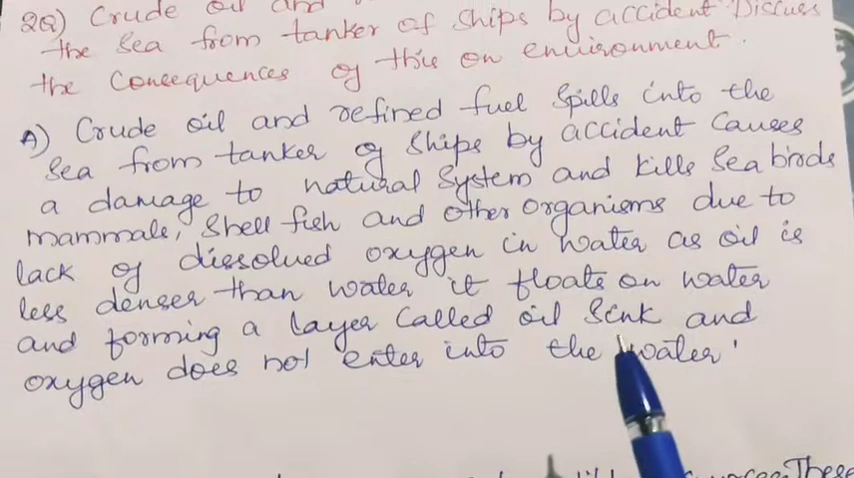 2Q) Crude oil and
the Sea from tanker of Ships by accident Discuss
the Consequences of this on environment.
A) Crude oil and refined fuel Spills into the
Sea from tanker of Ships by accident Causes
a damage to natural System and kills Sea birds
mammals, Shell fish and other organisms due to
lack of dissolved oxygen in water as oil is
less denser than water it floats on water
and forming a layer Called oil Sink and
oxygen does not enter into the water.
These